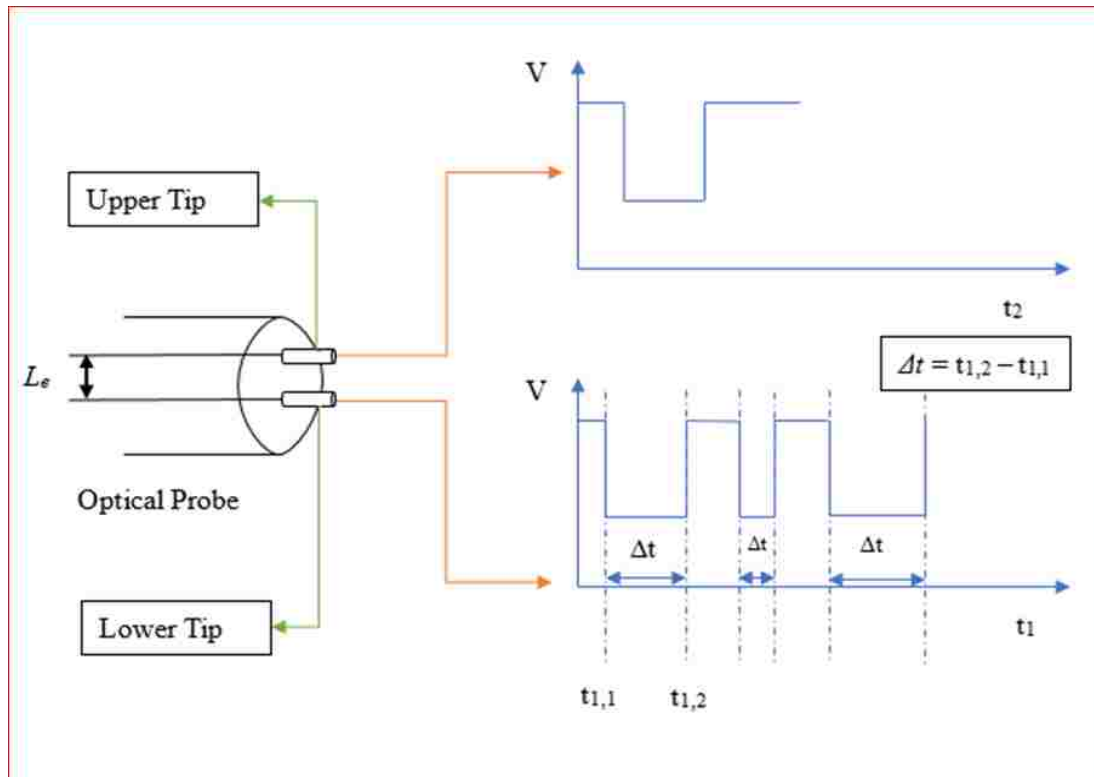 V
Upper Tip
t₂
Lₑ
Δt = t₁,₂ – t₁,₁
V
Optical Probe
Δt
Δt
Δt
Lower Tip
t₁
t₁,₁
t₁,₂